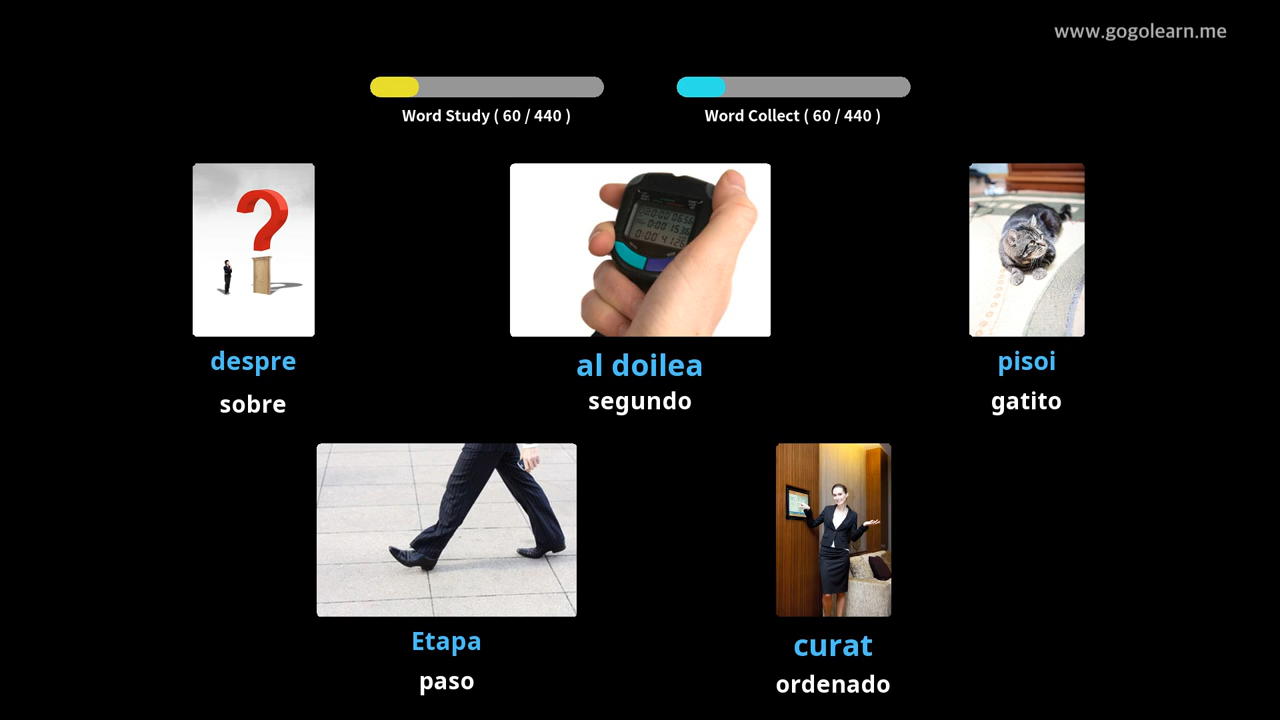 www.gogolearn.me
Word Study ( 60 / 440 )
Word Collect ( 60 / 440 )
despre
sobre
al doilea
segundo
pisoi
gatito
Etapa
paso
curat
ordenado